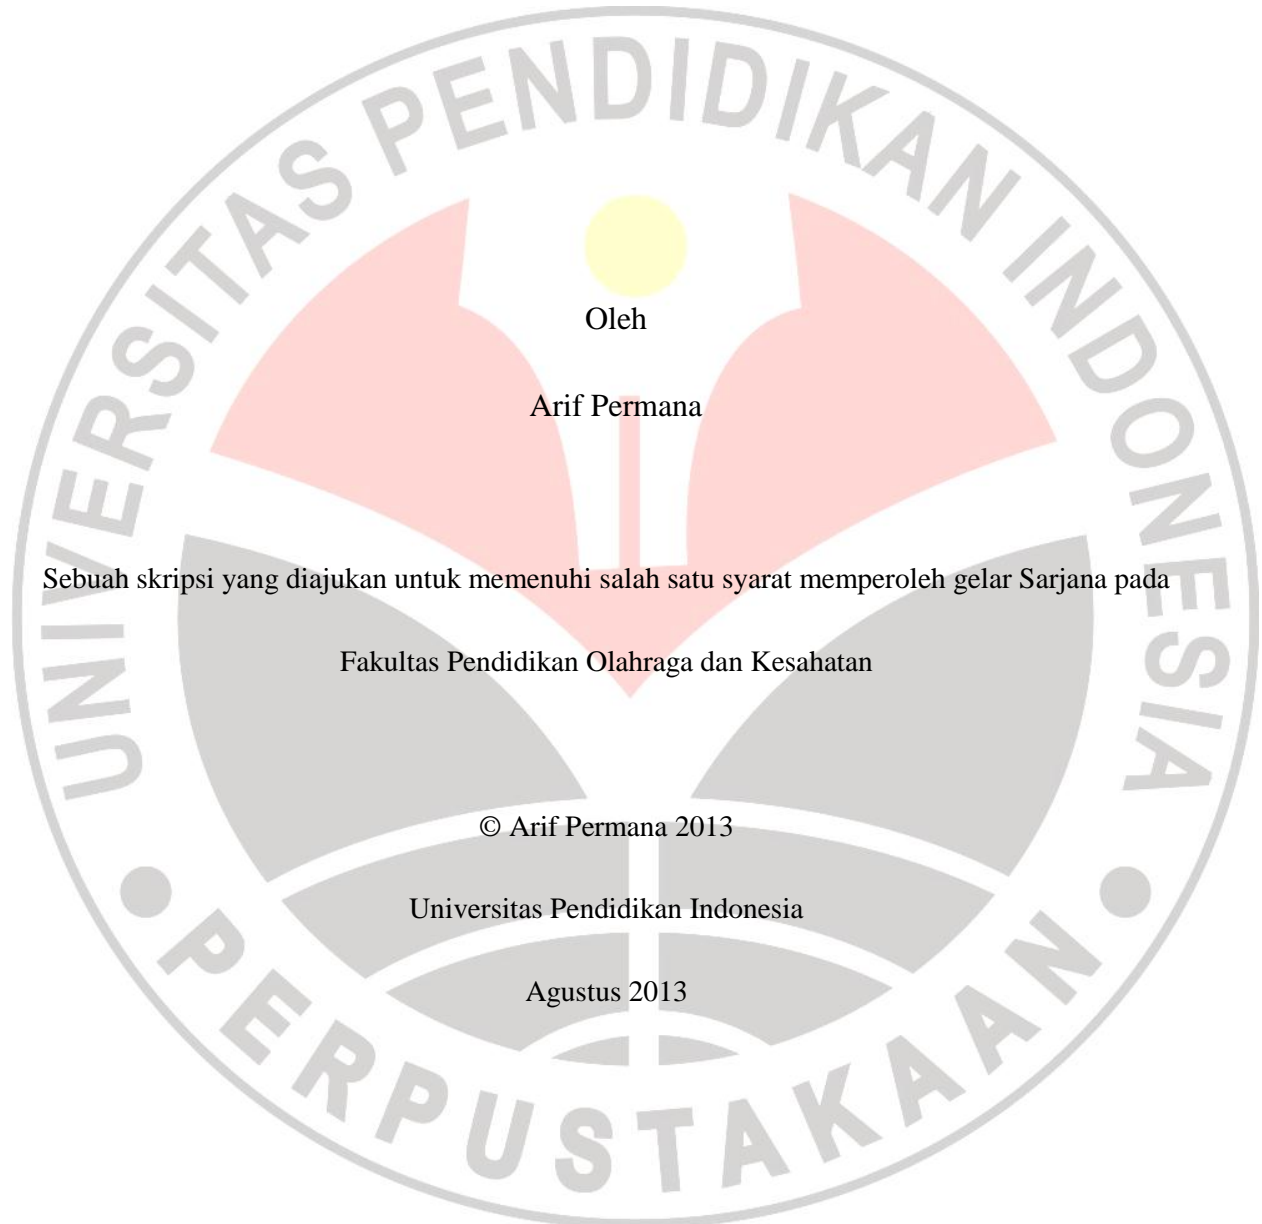 UNIVERSITAS PENDIDIKAN INDONESIA
Oleh
Arif Permana
Sebuah skripsi yang diajukan untuk memenuhi salah satu syarat memperoleh gelar Sarjana pada
Fakultas Pendidikan Olahraga dan Kesahatan
© Arif Permana 2013
Universitas Pendidikan Indonesia
Agustus 2013
PERPUSTAKAAN